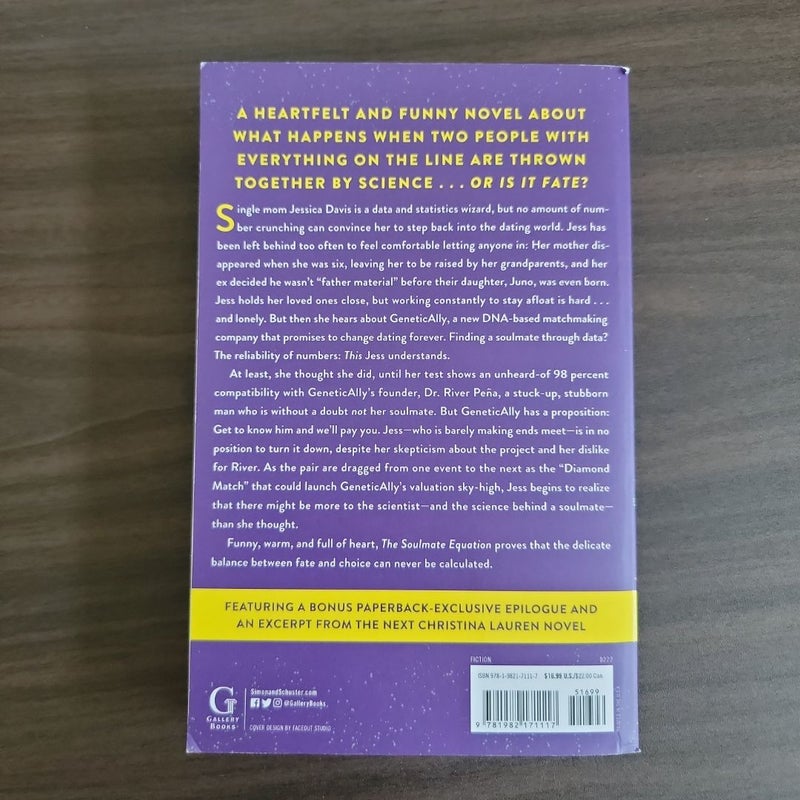 A HEARTFELT AND FUNNY NOVEL ABOUT
WHAT HAPPENS WHEN TWO PEOPLE WITH
EVERYTHING ON THE LINE ARE THROWN
TOGETHER BY SCIENCE . . . OR IS IT FATE?
Single mom Jessica Davis is a data and statistics wizard, but no amount of num-
ber crunching can convince her to step back into the dating world. Jess has
been left behind too often to feel comfortable letting anyone in: Her mother dis-
appeared when she was six, leaving her to be raised by her grandparents, and her
ex decided he wasn't “father material” before their daughter, Juno, was even born.
Jess holds her loved ones close, but working constantly to stay afloat is hard . . .
and lonely. But then she hears about GeneticAlly, a new DNA-based matchmaking
company that promises to change dating forever. Finding a soulmate through data?
The reliability of numbers: This Jess understands.
At least, she thought she did, until her test shows an unheard-of 98 percent
compatibility with GeneticAlly's founder, Dr. River Peña, a stuck-up, stubborn
man who is without a doubt not her soulmate. But GeneticAlly has a proposition:
Get to know him and we'll pay you. Jess—who is barely making ends meet—is in no
position to turn it down, despite her skepticism about the project and her dislike
for River. As the pair are dragged from one event to the next as the “Diamond
Match” that could launch GeneticAlly's valuation sky-high, Jess begins to realize
that there might be more to the scientist—and the science behind a soulmate—
than she thought.
Funny, warm, and full of heart, The Soulmate Equation proves that the delicate
balance between fate and choice can never be calculated.
FEATURING A BONUS PAPERBACK-EXCLUSIVE EPILOGUE AND
AN EXCERPT FROM THE NEXT CHRISTINA LAUREN NOVEL
FICTION 0222
ISBN 978-1-9821-7111-7 $16.99 U.S./$22.00 Can.
51699
9 781982 171117
G
GALLERY
BOOKS
SimonandSchuster.com
@GalleryBooks
COVER DESIGN BY FACEOUT STUDIO